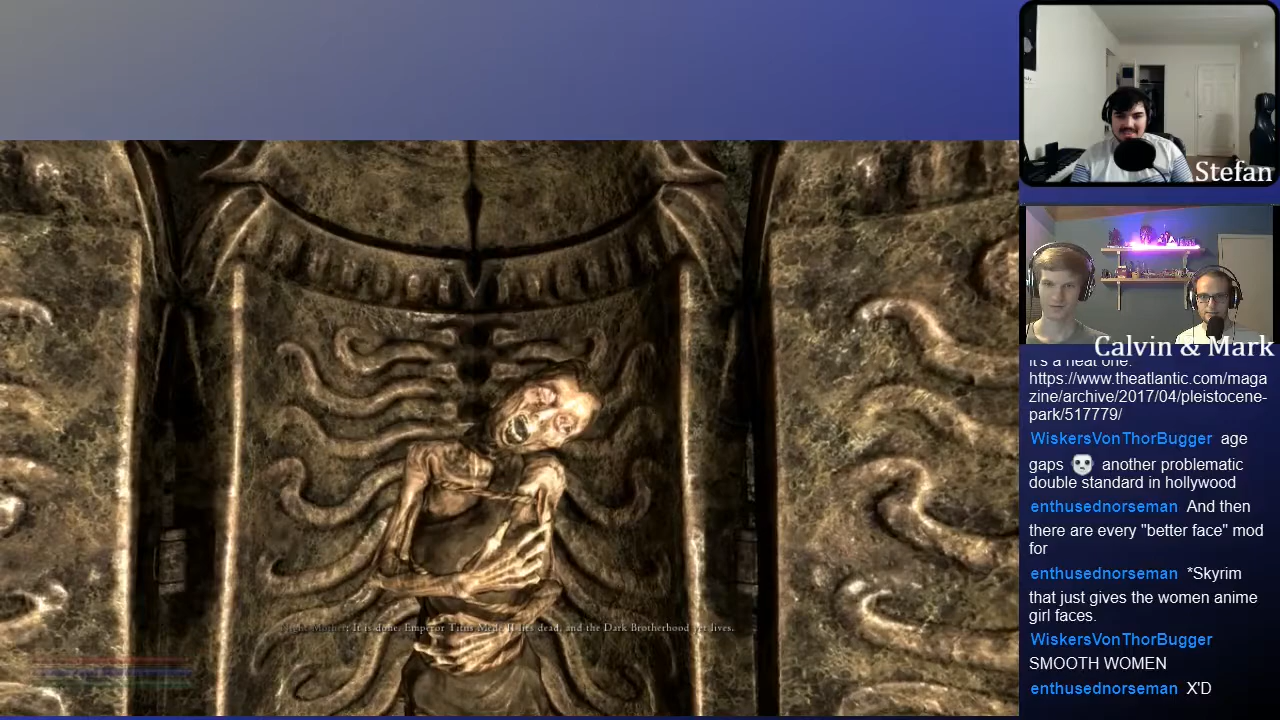 Stefan
Calvin & Mark
it's a neat one.
https://www.theatlantic.com/maga
zine/archive/2017/04/pleistocene-
park/517779/
WiskersVonThorBugger age
gaps 💀 another problematic
double standard in hollywood
enthusednorseman And then
there are every "better face" mod
for
enthusednorseman *Skyrim
that just gives the women anime
girl faces.
WiskersVonThorBugger
SMOOTH WOMEN
enthusednorseman X'D
Night Mother: It is done. Emperor Titus Mede II lies dead, and the Dark Brotherhood yet lives.